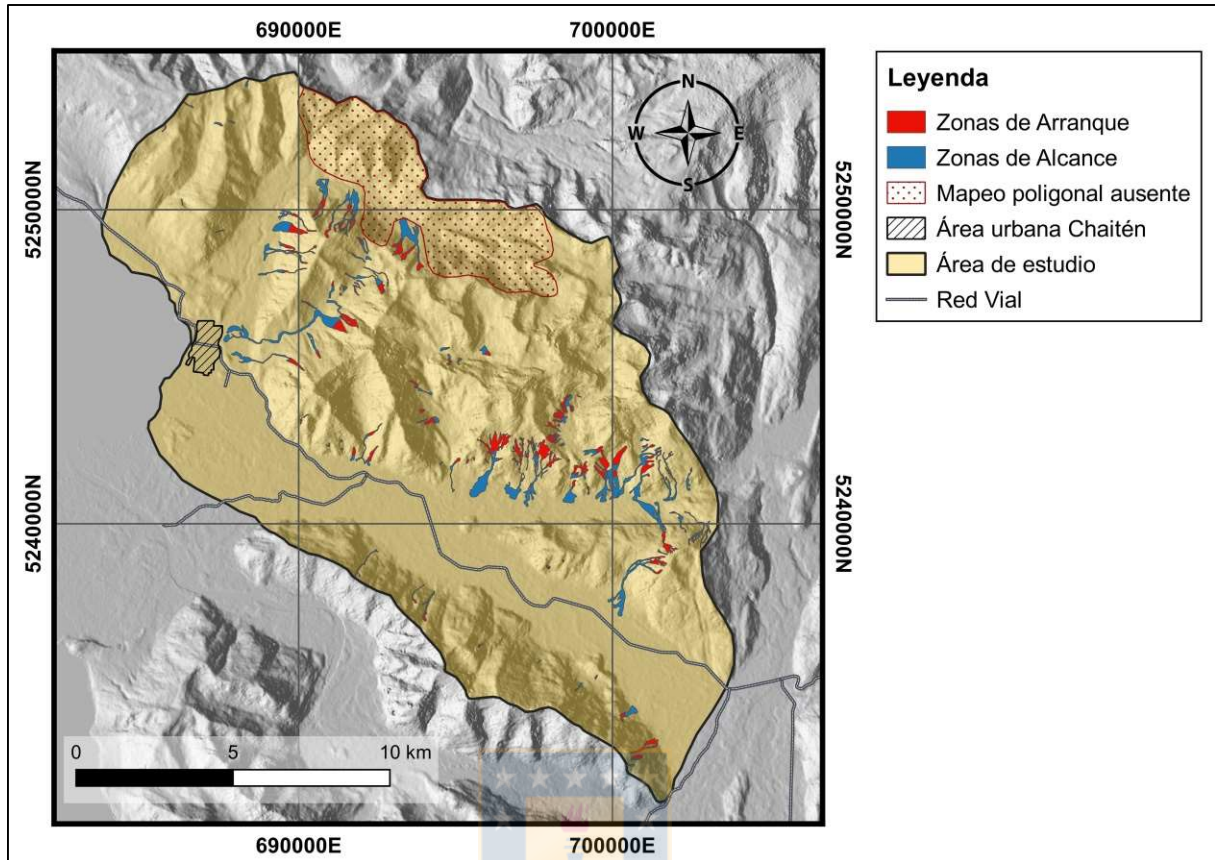 690000E
700000E
N
W
E
S
5250000N
5250000N
5240000N
5240000N
0
5
10 km
690000E
700000E
Leyenda
Zonas de Arranque
Zonas de Alcance
Mapeo poligonal ausente
Área urbana Chaitén
Área de estudio
Red Vial